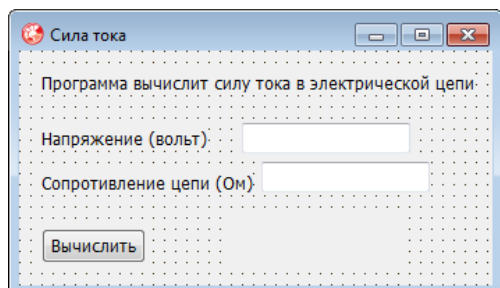 Сила тока
Программа вычислит силу тока в электрической цепи
Напряжение (вольт)
Сопротивление цепи (Ом)
Вычислить